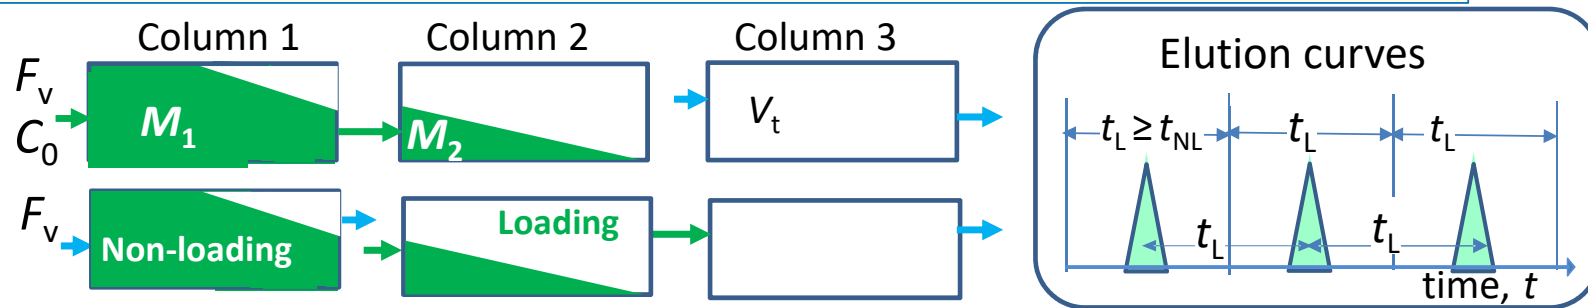 Column 1
Column 2
Column 3
Fv
C0
M1
M2
Vt
Fv
Non-loading
Loading
Elution curves
tL ≥ tNL
tL
tL
tL
tL
time, t